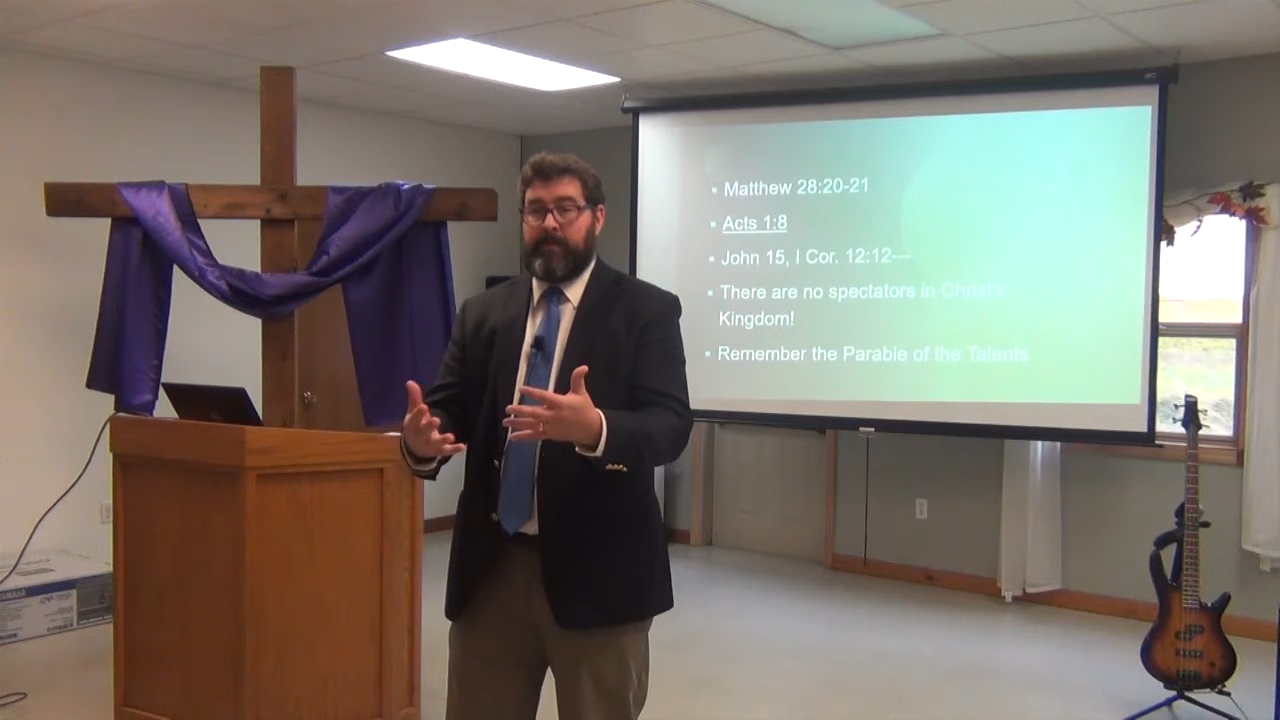 ▪ Matthew 28:20-21
▪ Acts 1:8
▪ John 15, I Cor. 12:12---
▪ There are no spectators in Christ's
Kingdom!
▪ Remember the Parable of the Talents